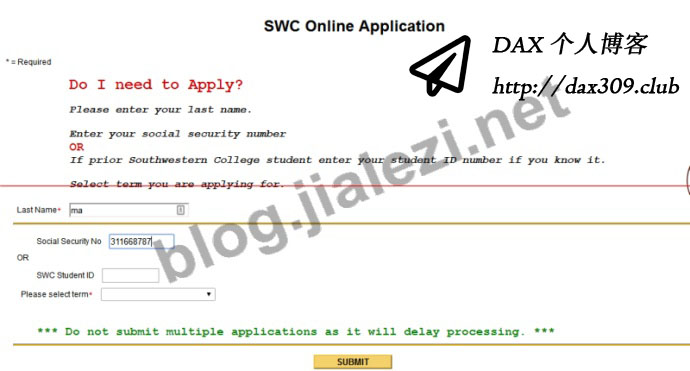 SWC Online Application
DAX 个人博客
http://dax309.club
* = Required
Do I need to Apply?
Please enter your last name.
Enter your social security number
OR
If prior Southwestern College student enter your student ID number if you know it.
Select term you are applying for.
blog.jialezi.net
Last Name* ma
Social Security No 311668787
OR
SWC Student ID
Please select term*
*** Do not submit multiple applications as it will delay processing. ***
SUBMIT